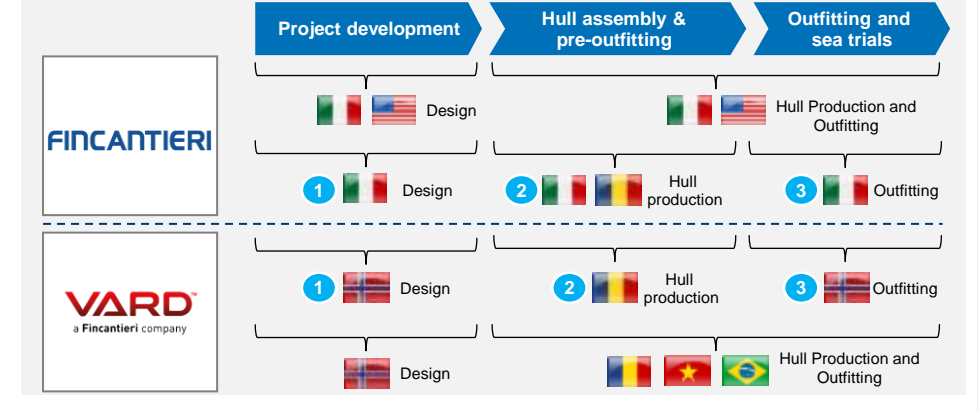 Project development
Hull assembly &
pre-outfitting
Outfitting and
sea trials
FINCANTIERI
Design
Hull Production and
Outfitting
1
Design
2
Hull
production
3
Outfitting
VARD™
a Fincantieri company
1
Design
2
Hull
production
3
Outfitting
Design
Hull Production and
Outfitting